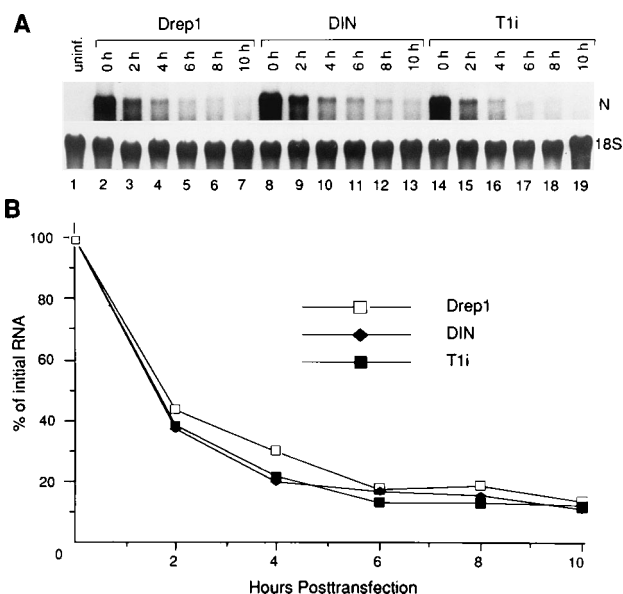 A
Drep1 DIN T1i
uninf. 0 h 2 h 4 h 6 h 8 h 10 h 0 h 2 h 4 h 6 h 8 h 10 h 0 h 2 h 4 h 6 h 8 h 10 h
N
18S
1 2 3 4 5 6 7 8 9 10 11 12 13 14 15 16 17 18 19
B
100
80
60
40
20
0
% of initial RNA
Drep1
DIN
T1i
2 4 6 8 10
Hours Posttransfection